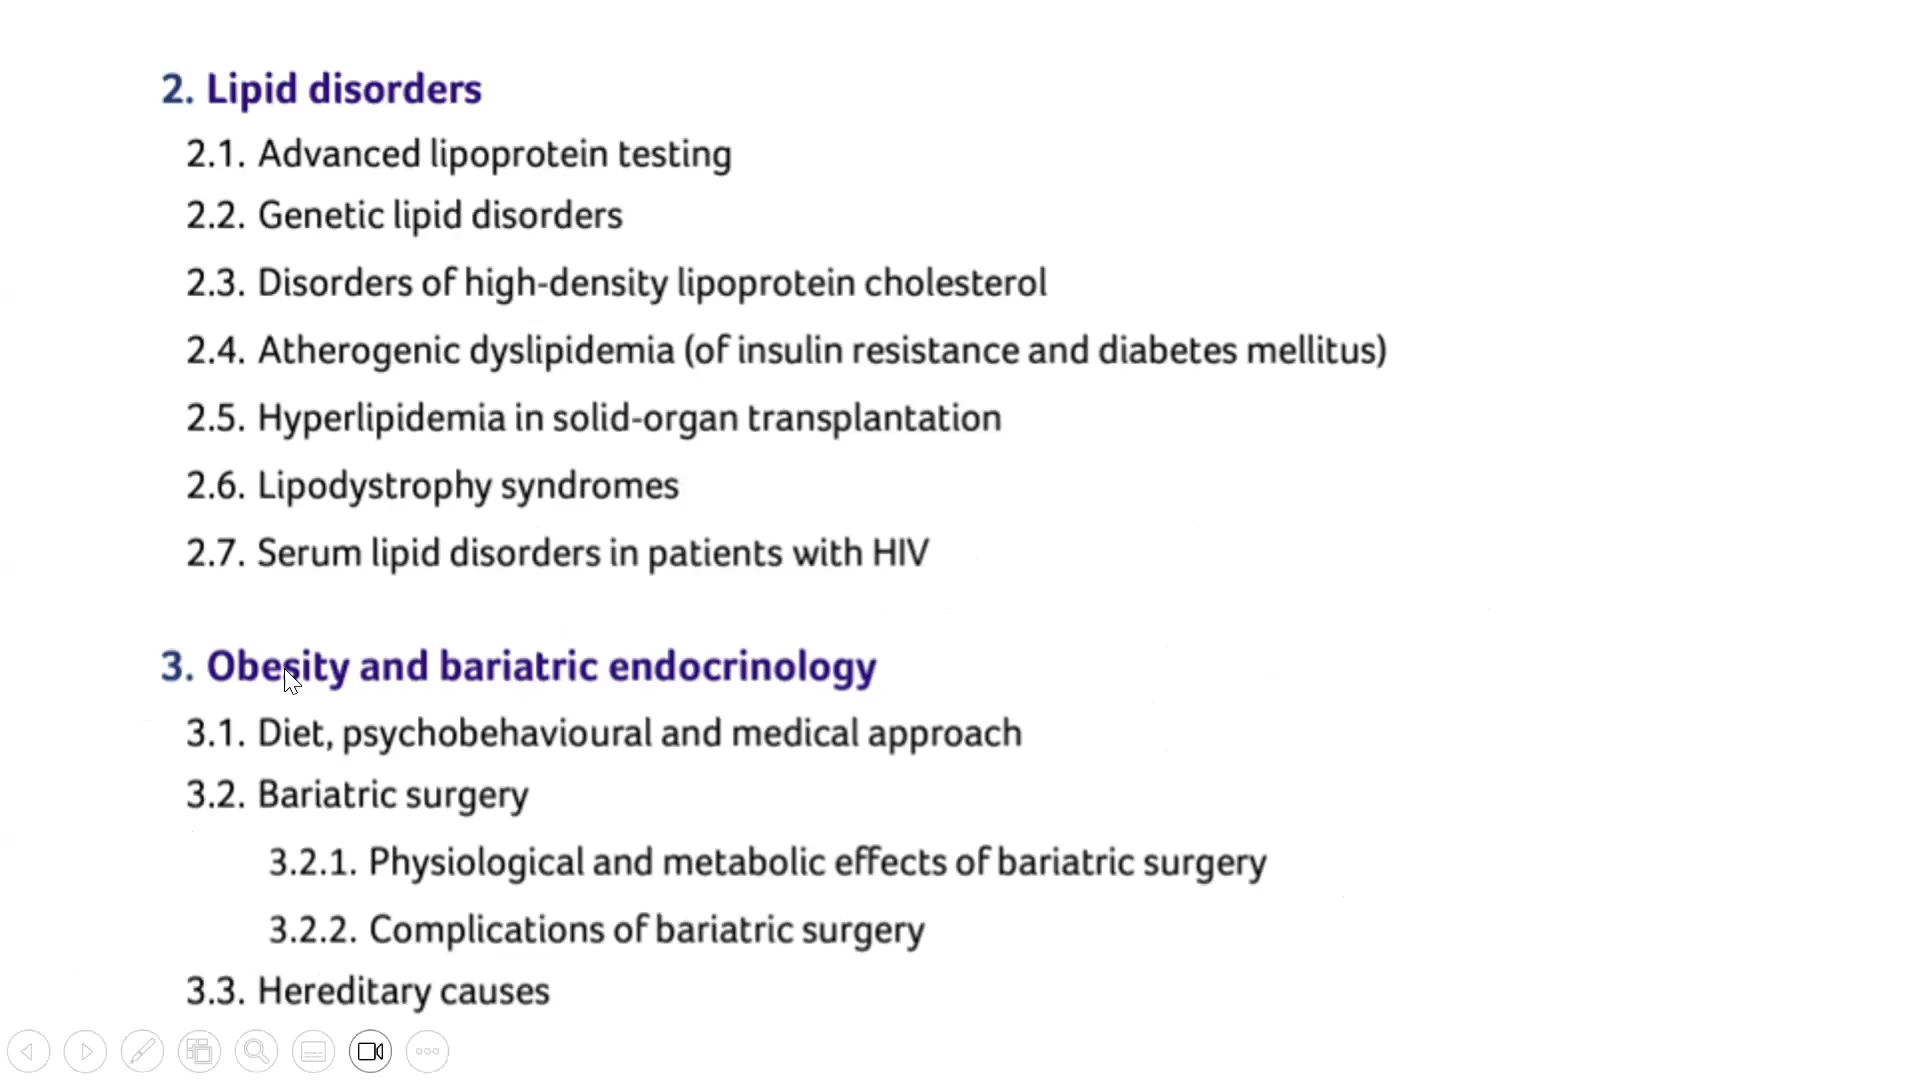 2. Lipid disorders
2.1. Advanced lipoprotein testing
2.2. Genetic lipid disorders
2.3. Disorders of high-density lipoprotein cholesterol
2.4. Atherogenic dyslipidemia (of insulin resistance and diabetes mellitus)
2.5. Hyperlipidemia in solid-organ transplantation
2.6. Lipodystrophy syndromes
2.7. Serum lipid disorders in patients with HIV
3. Obesity and bariatric endocrinology
3.1. Diet, psychobehavioural and medical approach
3.2. Bariatric surgery
3.2.1. Physiological and metabolic effects of bariatric surgery
3.2.2. Complications of bariatric surgery
3.3. Hereditary causes